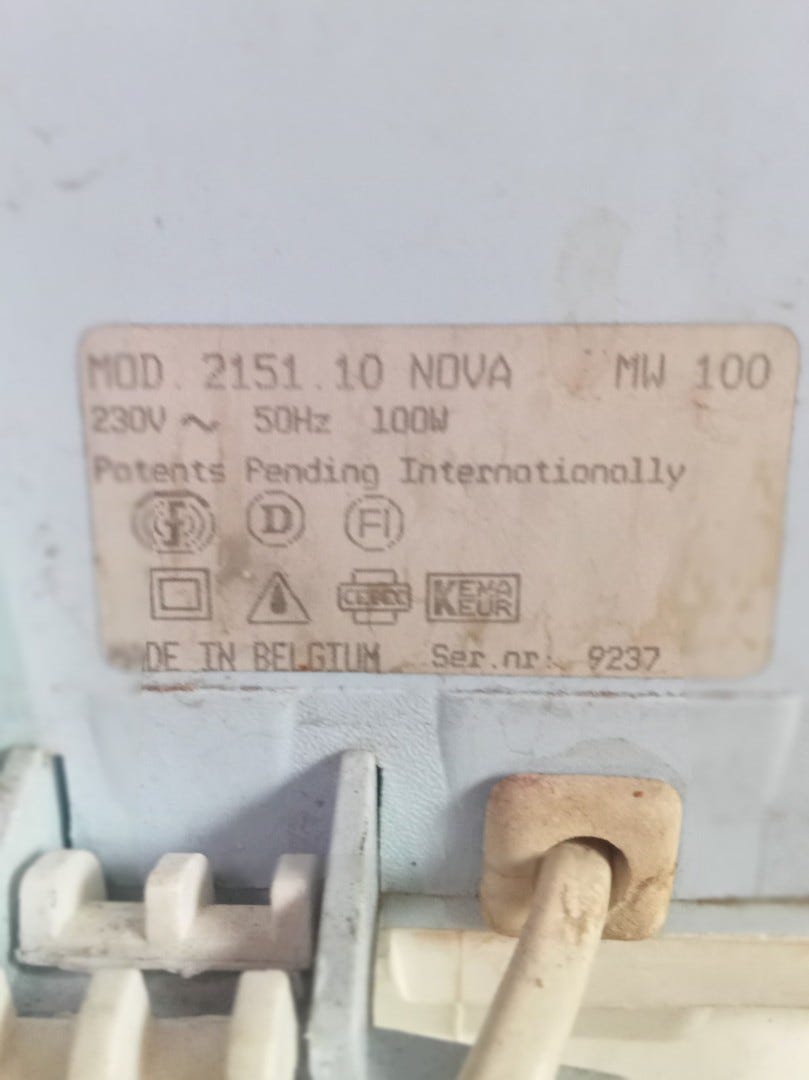 MOD. 2151.10 NOVA MW 100
230V ~ 50Hz 100W
Patents Pending Internationally
D FI
CEBEC KEMA KEUR
DE IN BELGIUM Ser.nr: 9237